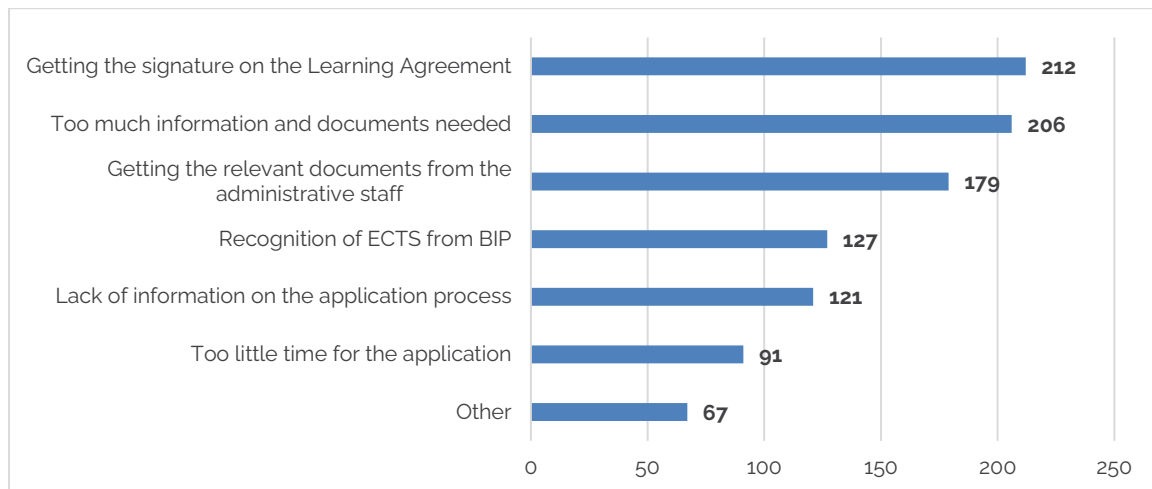 Getting the signature on the Learning Agreement
212
Too much information and documents needed
206
Getting the relevant documents from the
administrative staff
179
Recognition of ECTS from BIP
127
Lack of information on the application process
121
Too little time for the application
91
Other
67
0 50 100 150 200 250